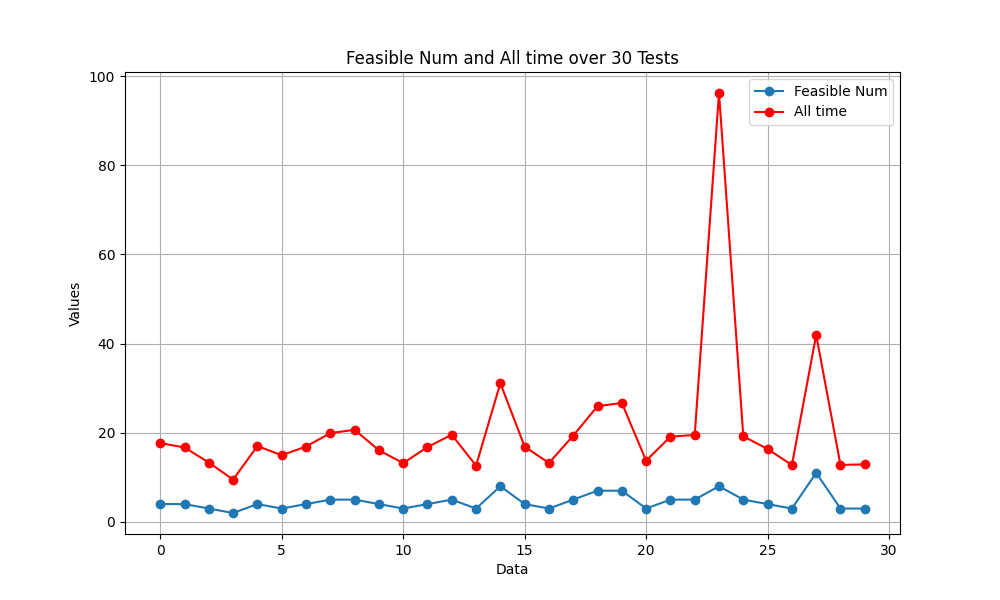 Feasible Num and All time over 30 Tests
Feasible Num
All time
100
80
60
40
20
0
Values
0 5 10 15 20 25 30
Data